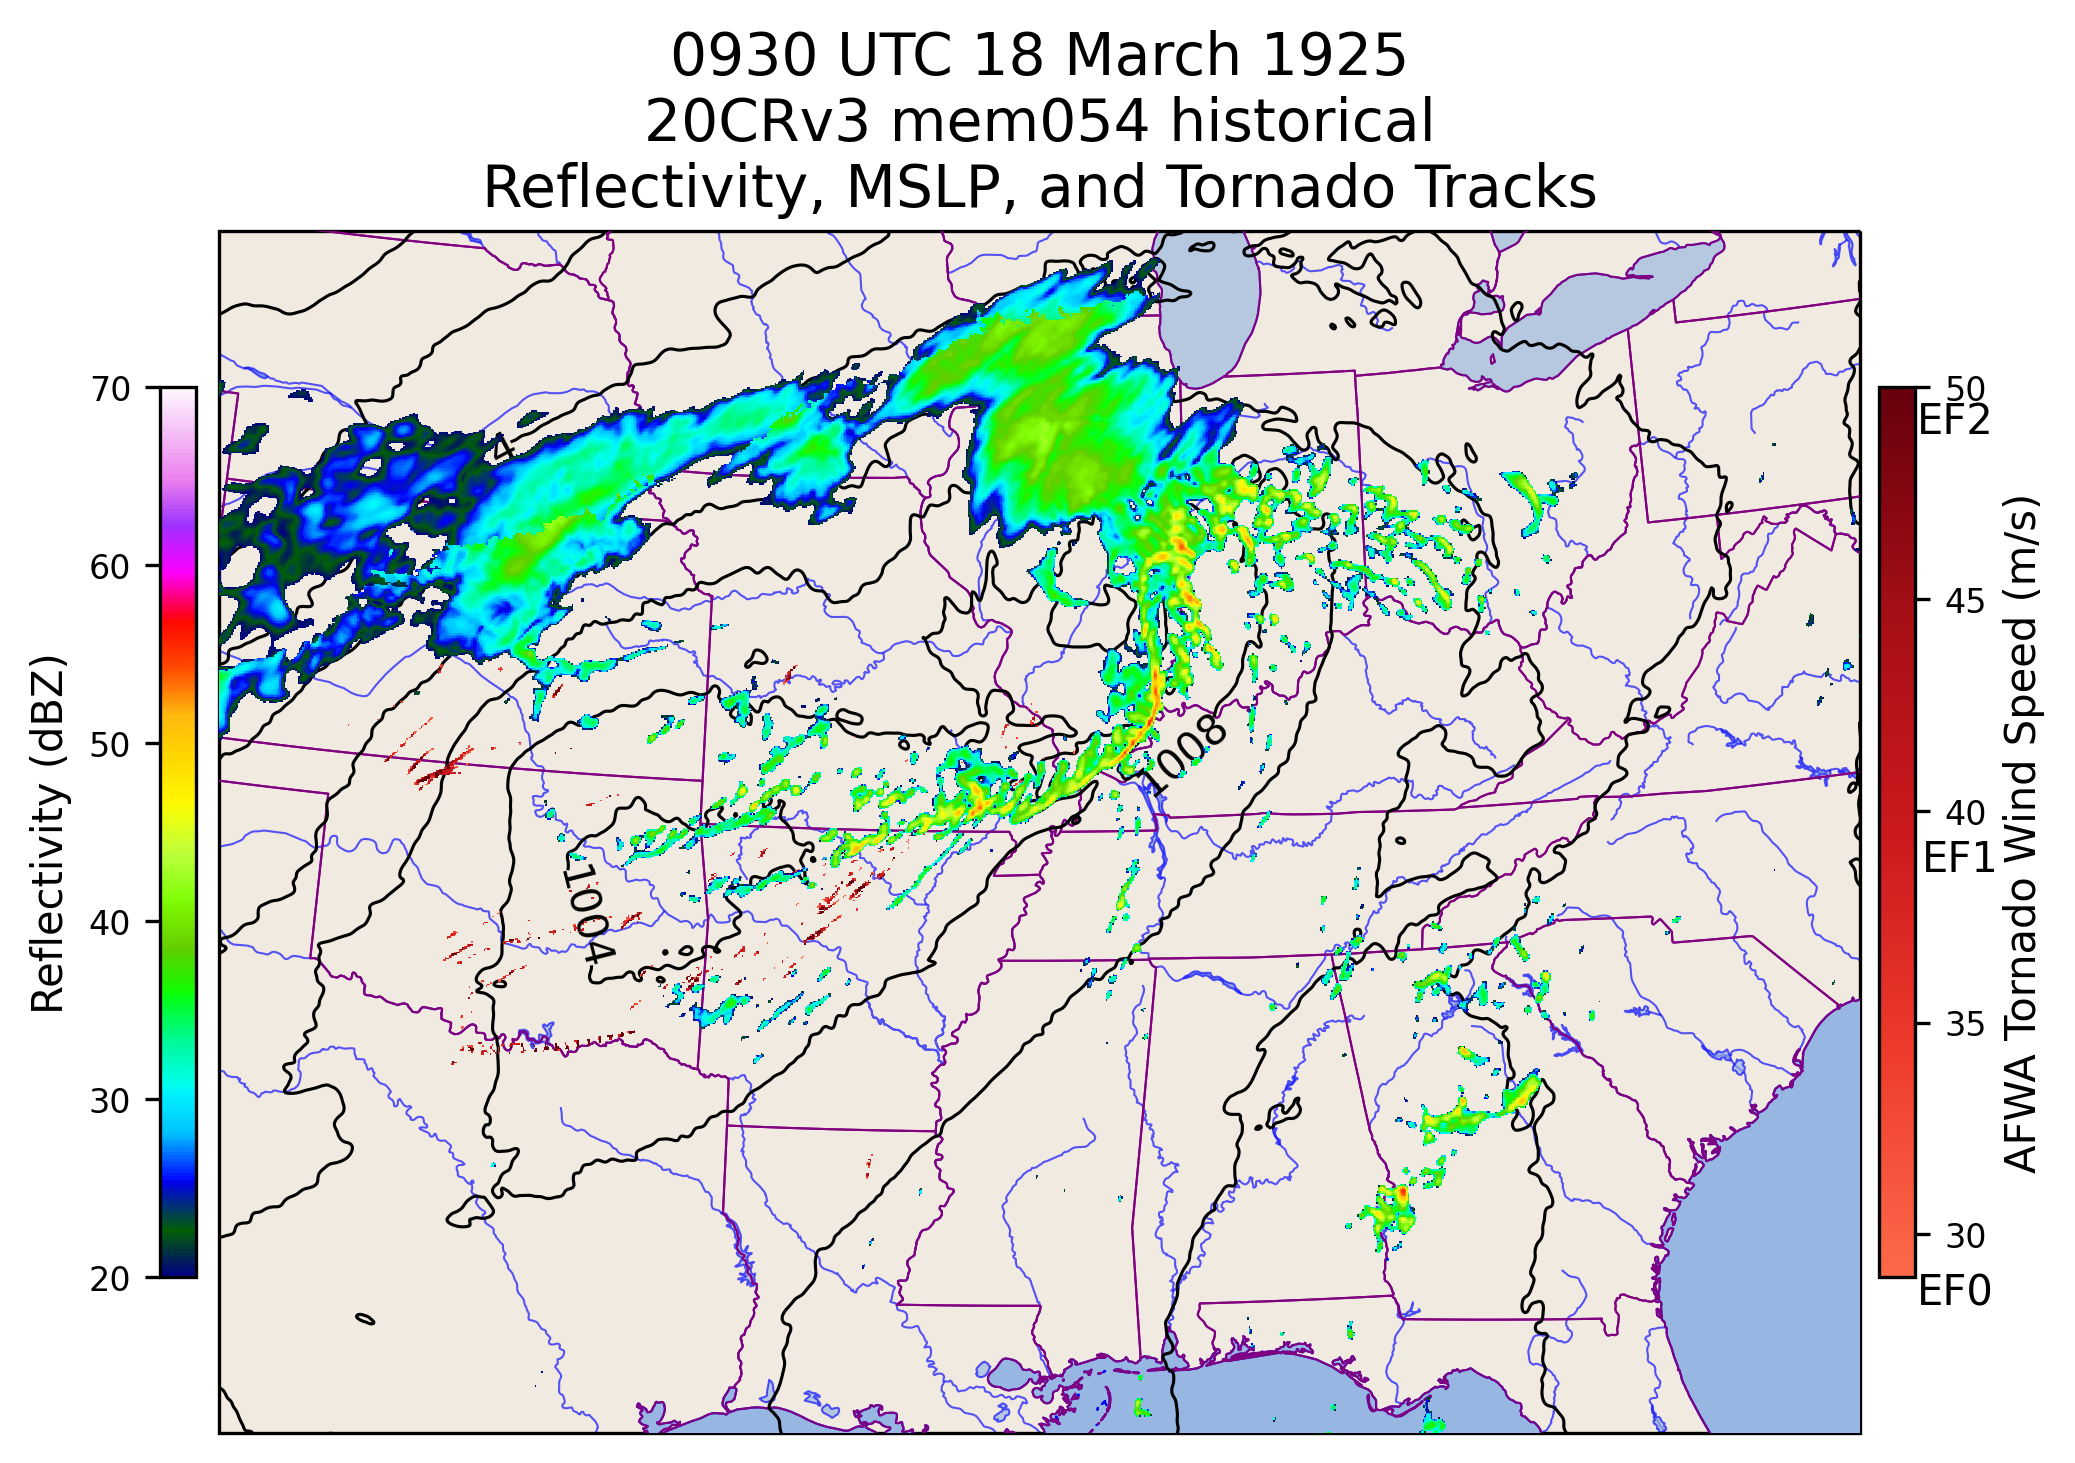 0930 UTC 18 March 1925
20CRv3 mem054 historical
Reflectivity, MSLP, and Tornado Tracks
Reflectivity (dBZ)
70
60
50
40
30
20
4
1008
1004
50
EF2
45
40
EF1
35
30
EF0
AFWA Tornado Wind Speed (m/s)